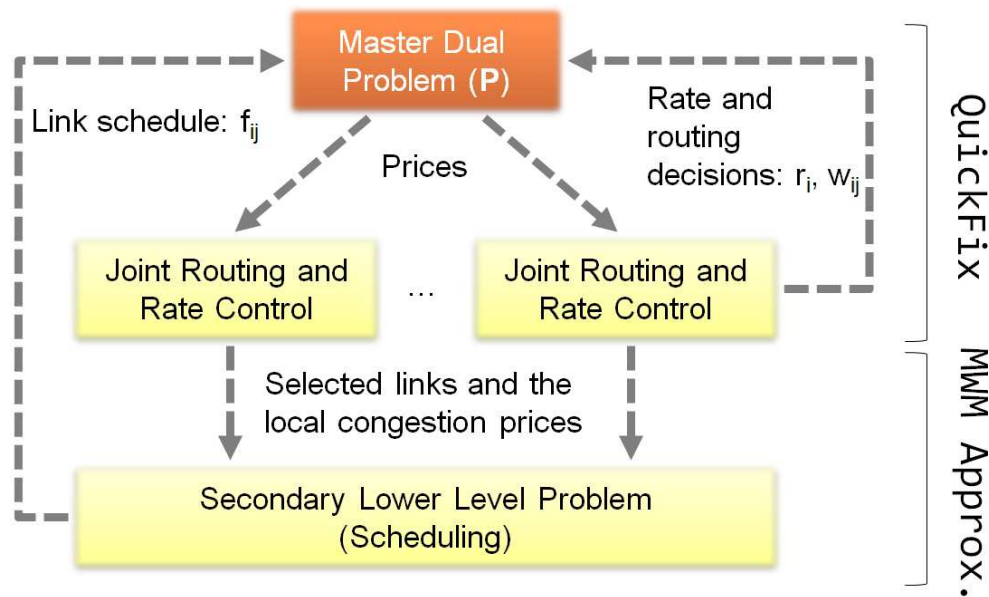 Master Dual
Problem (P)
Link schedule: fij
Prices
Rate and
routing
decisions: ri, wij
Joint Routing and
Rate Control
...
Joint Routing and
Rate Control
Selected links and the
local congestion prices
Secondary Lower Level Problem
(Scheduling)
QuickFix
MWM Approx.